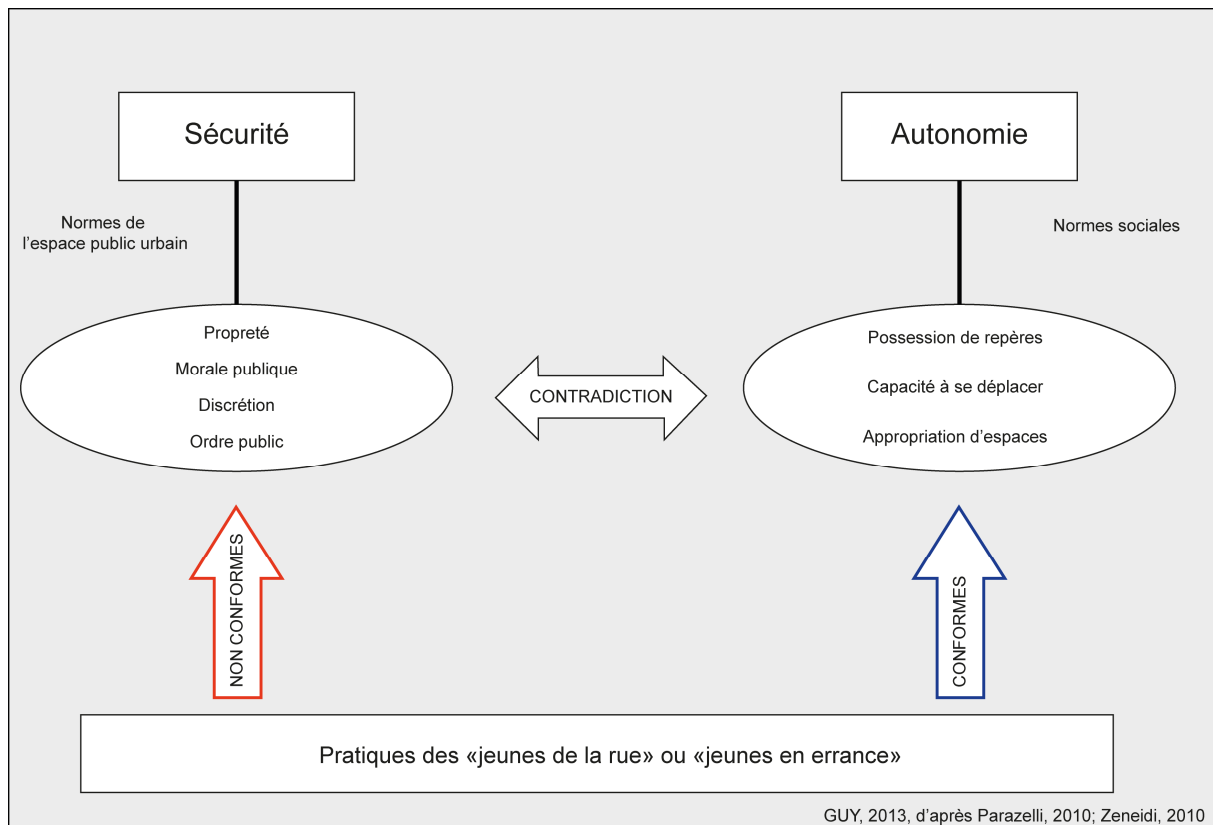 Sécurité
Autonomie
Normes de
l'espace public urbain
Normes sociales
Propreté
Morale publique
Discrétion
Ordre public
CONTRADICTION
Possession de repères
Capacité à se déplacer
Appropriation d'espaces
NON CONFORMES
CONFORMES
Pratiques des «jeunes de la rue» ou «jeunes en errance»
GUY, 2013, d'après Parazelli, 2010; Zeneidi, 2010